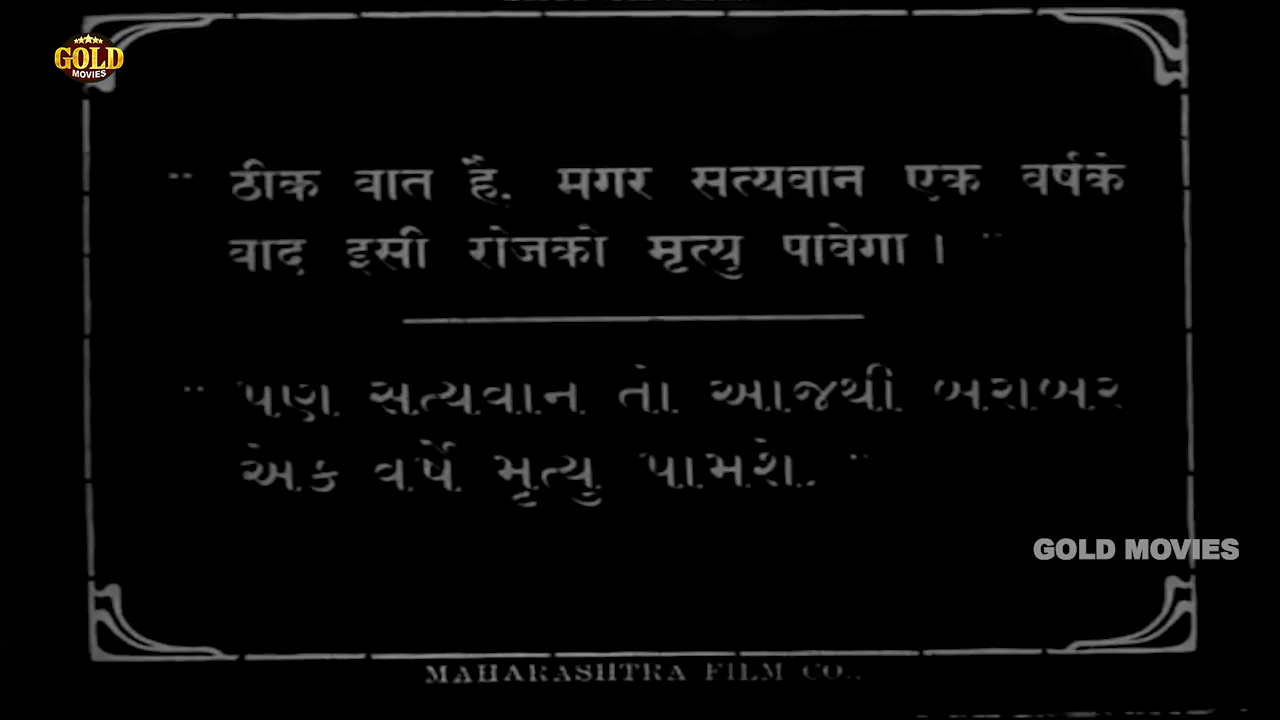 GOLD
MOVIES
" ठीक बात है. मगर सत्यवान एक वर्षके
बाद इसी रोजको मृत्यु पावेगा । "
" પણ સત્યવાન તો આજથી બરાબર
એક વર્ષે મૃત્યુ પામશે. "
GOLD MOVIES
MAHARASHTRA FILM CO..